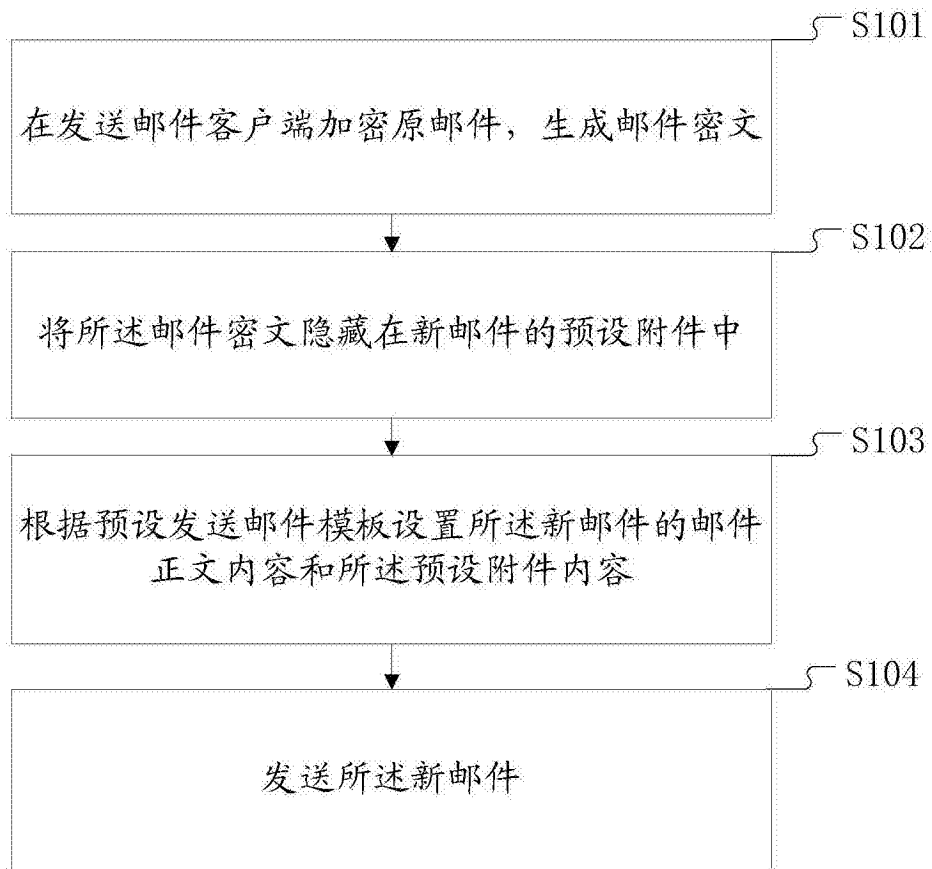 S101
在发送邮件客户端加密原邮件，生成邮件密文
S102
将所述邮件密文隐藏在新邮件的预设附件中
S103
根据预设发送邮件模板设置所述新邮件的邮件
正文内容和所述预设附件内容
S104
发送所述新邮件